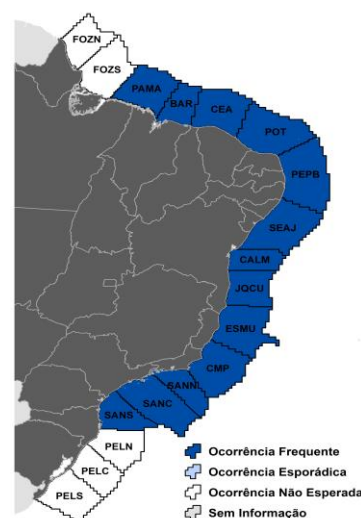 FOZN
FOZS
PAMA
BAR
CEA
POT
PEPB
SEAJ
CALM
JQCU
ESMU
CMP
SANN
SANC
SANS
PELN
PELC
PELS
Ocorrência Frequente
Ocorrência Esporádica
Ocorrência Não Esperada
Sem Informação